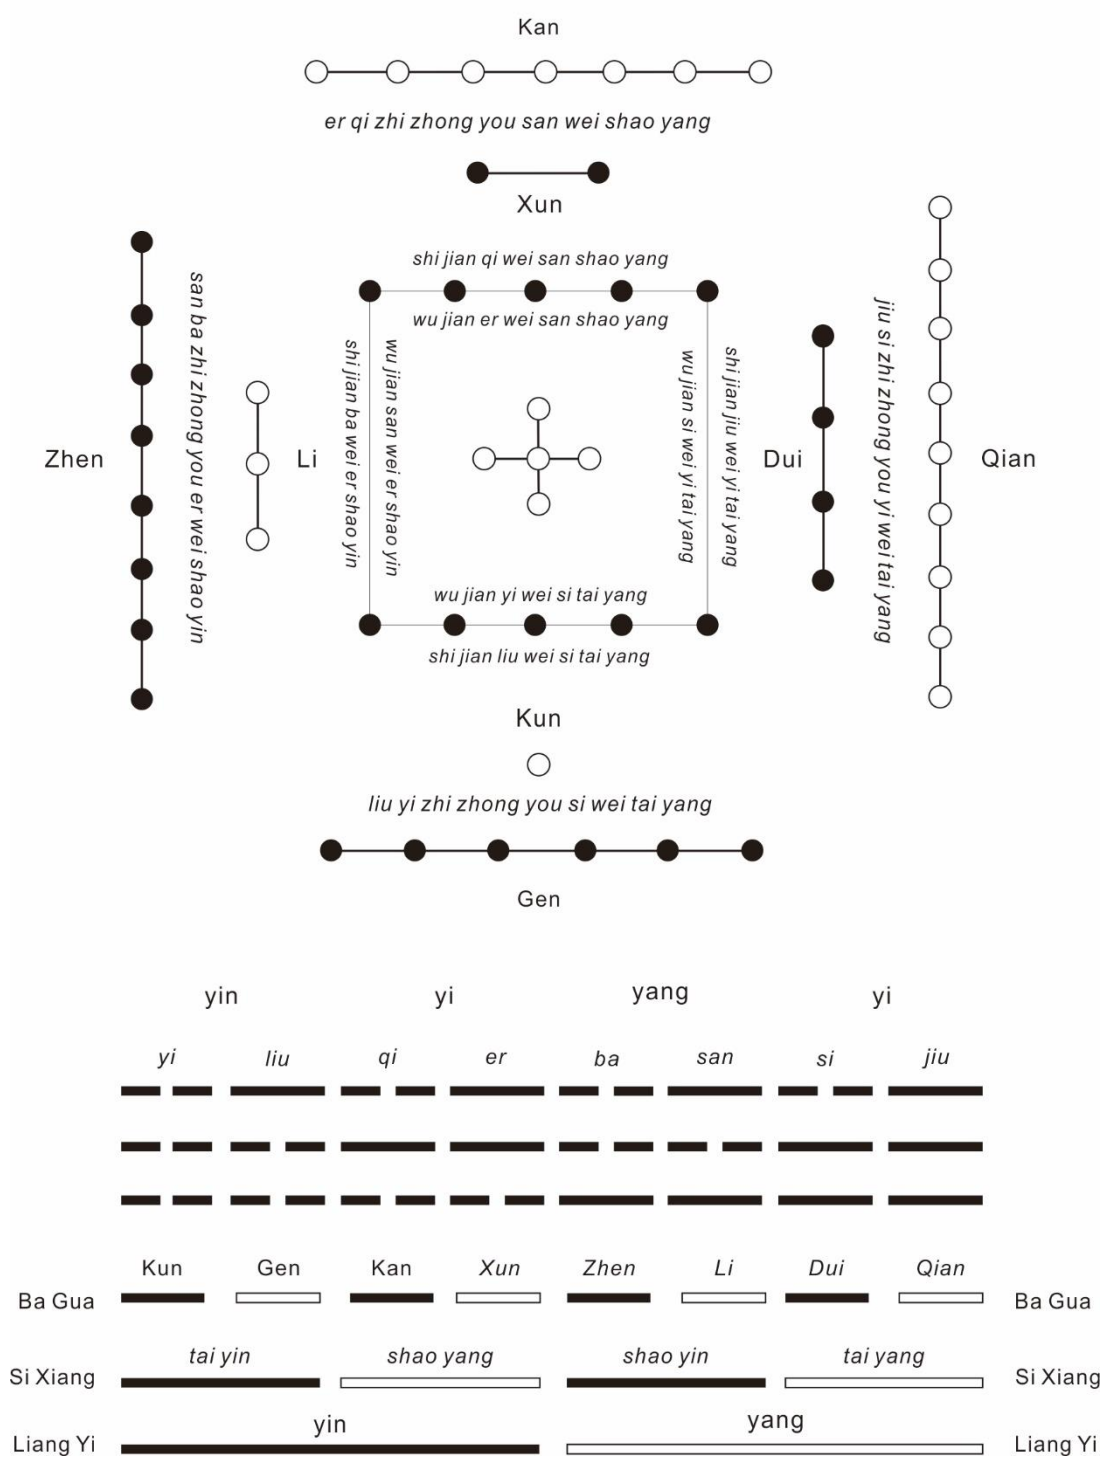 Kan
er qi zhi zhong you san wei shao yang
Xun
shi jian qi wei san shao yang
wu jian er wei san shao yang
Zhen
san ba zhi zhong you er wei shao yin
Li
shi jian ba wei er shao yin
wu jian san wei er shao yin
wu jian si wei yi tai yang
shi jian jiu wei yi tai yang
Dui
jiu si zhi zhong you yi wei tai yang
Qian
wu jian yi wei si tai yang
shi jian liu wei si tai yang
Kun
liu yi zhi zhong you si wei tai yang
Gen
yin yi yang yi
yi liu qi er ba san si jiu
Kun Gen Kan Xun Zhen Li Dui Qian
Ba Gua Ba Gua
tai yin shao yang shao yin tai yang
Si Xiang Si Xiang
yin yang
Liang Yi Liang Yi